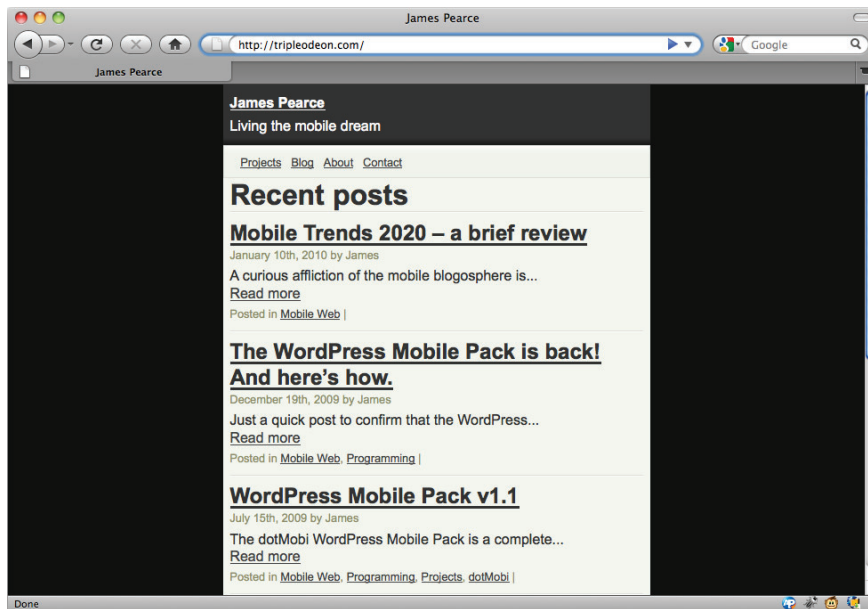 James Pearce
http://tripleodeon.com/
Google
James Pearce
James Pearce
Living the mobile dream
Projects Blog About Contact
Recent posts
Mobile Trends 2020 – a brief review
January 10th, 2010 by James
A curious affliction of the mobile blogosphere is...
Read more
Posted in Mobile Web |
The WordPress Mobile Pack is back!
And here’s how.
December 19th, 2009 by James
Just a quick post to confirm that the WordPress...
Read more
Posted in Mobile Web, Programming |
WordPress Mobile Pack v1.1
July 15th, 2009 by James
The dotMobi WordPress Mobile Pack is a complete...
Read more
Posted in Mobile Web, Programming, Projects, dotMobi |
Done